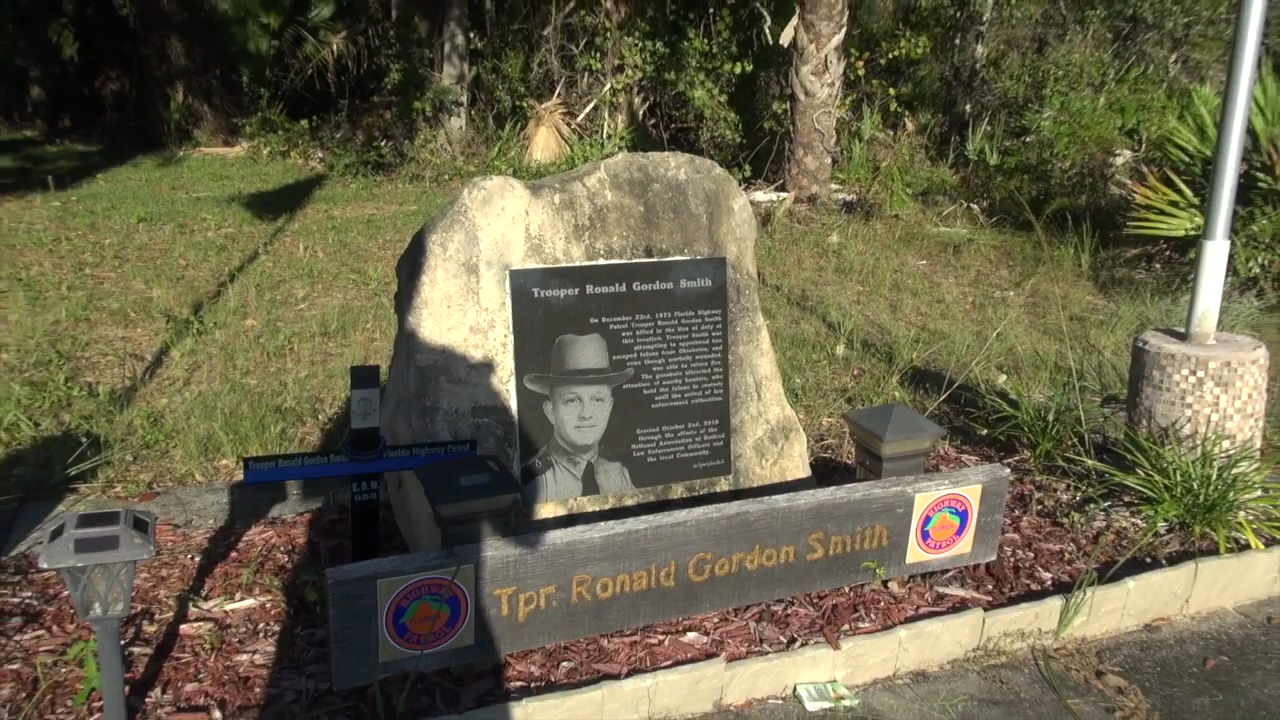 Trooper Ronald Gordon Smith
On December 23rd, 1973 Florida Highway
Patrol Trooper Ronald Gordon Smith
was killed in the line of duty at
this location. Trooper Smith was
attempting to apprehend two
escaped felons from Oklahoma, and
even though mortally wounded,
was able to return fire.
The gunshots attracted the
attention of nearby hunters, who
held the felons in custody
until the arrival of law
enforcement authorities.
Erected October 2nd, 2010
through the efforts of the
National Association of Retired
Law Enforcement Officers and
the local Community.
Trooper Ronald Gordon Smith
Florida Highway Patrol
E. O. W.
Tpr. Ronald Gordon Smith
HIGHWAY
FLORIDA
PATROL
HIGHWAY
PATROL